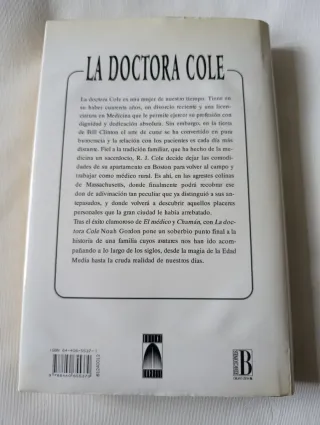 LA DOCTORA COLE
La doctora Cole es una mujer de nuestro tiempo. Tiene en
su haber cuarenta años, un divorcio reciente y una licen-
ciatura en Medicina que le permite ejercer su profesión con
dignidad y dedicación absoluta. Sin embargo, en la tierra
de Bill Clinton el arte de curar se ha convertido en pura
burocracia y la relación con los pacientes es cada día más
distante. Fiel a la tradición familiar, que ha hecho de la me-
dicina un sacerdocio, R. J. Cole decide dejar las comodi-
dades de su apartamento en Boston para volver al campo y
trabajar como médico rural. Es ahí, en las agrestes colinas
de Massachusetts, donde finalmente podrá recobrar ese
don de adivinación tan peculiar que ya distinguió a sus an-
tepasados, y donde volverá a descubrir aquellos placeres
personales que la gran ciudad le había arrebatado.
Tras el éxito clamoroso de El médico y Chamán, con La doc-
tora Cole Noah Gordon pone un soberbio punto final a la
historia de una familia cuyos avatares nos han ido acom-
pañando a lo largo de los siglos, desde la magia de la Edad
Media hasta la cruda realidad de nuestros días.
B